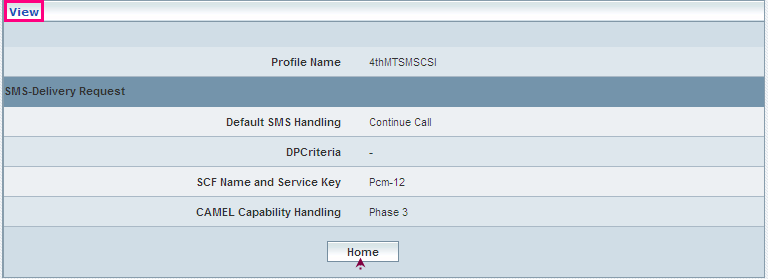 View
Profile Name 4thMTSMSCSI
SMS-Delivery Request
Default SMS Handling Continue Call
DPCriteria -
SCF Name and Service Key Pcm-12
CAMEL Capability Handling Phase 3
Home